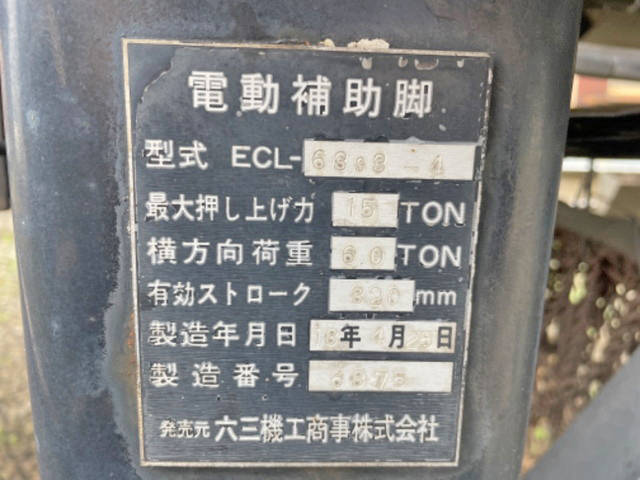 電動補助脚
型式 ECL-
最大押し上げ力 15 TON
横方向荷重 6.0 TON
有効ストローク mm
製造年月日 年 4月 日
製造番号
発売元 六三機工商事株式会社